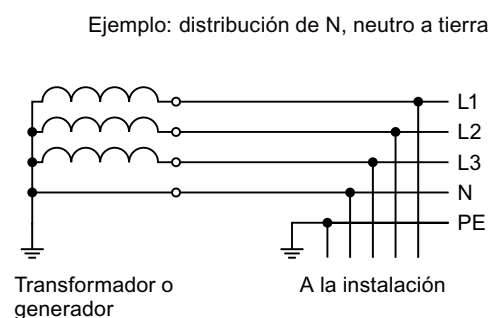 Ejemplo: distribución de N, neutro a tierra
L1
L2
L3
N
PE
Transformador o
generador
A la instalación